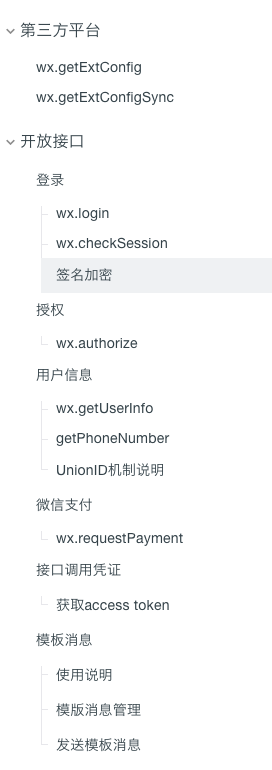 第三方平台
wx.getExtConfig
wx.getExtConfigSync
开放接口
登录
wx.login
wx.checkSession
签名加密
授权
wx.authorize
用户信息
wx.getUserInfo
getPhoneNumber
UnionID机制说明
微信支付
wx.requestPayment
接口调用凭证
获取access token
模板消息
使用说明
模版消息管理
发送模板消息